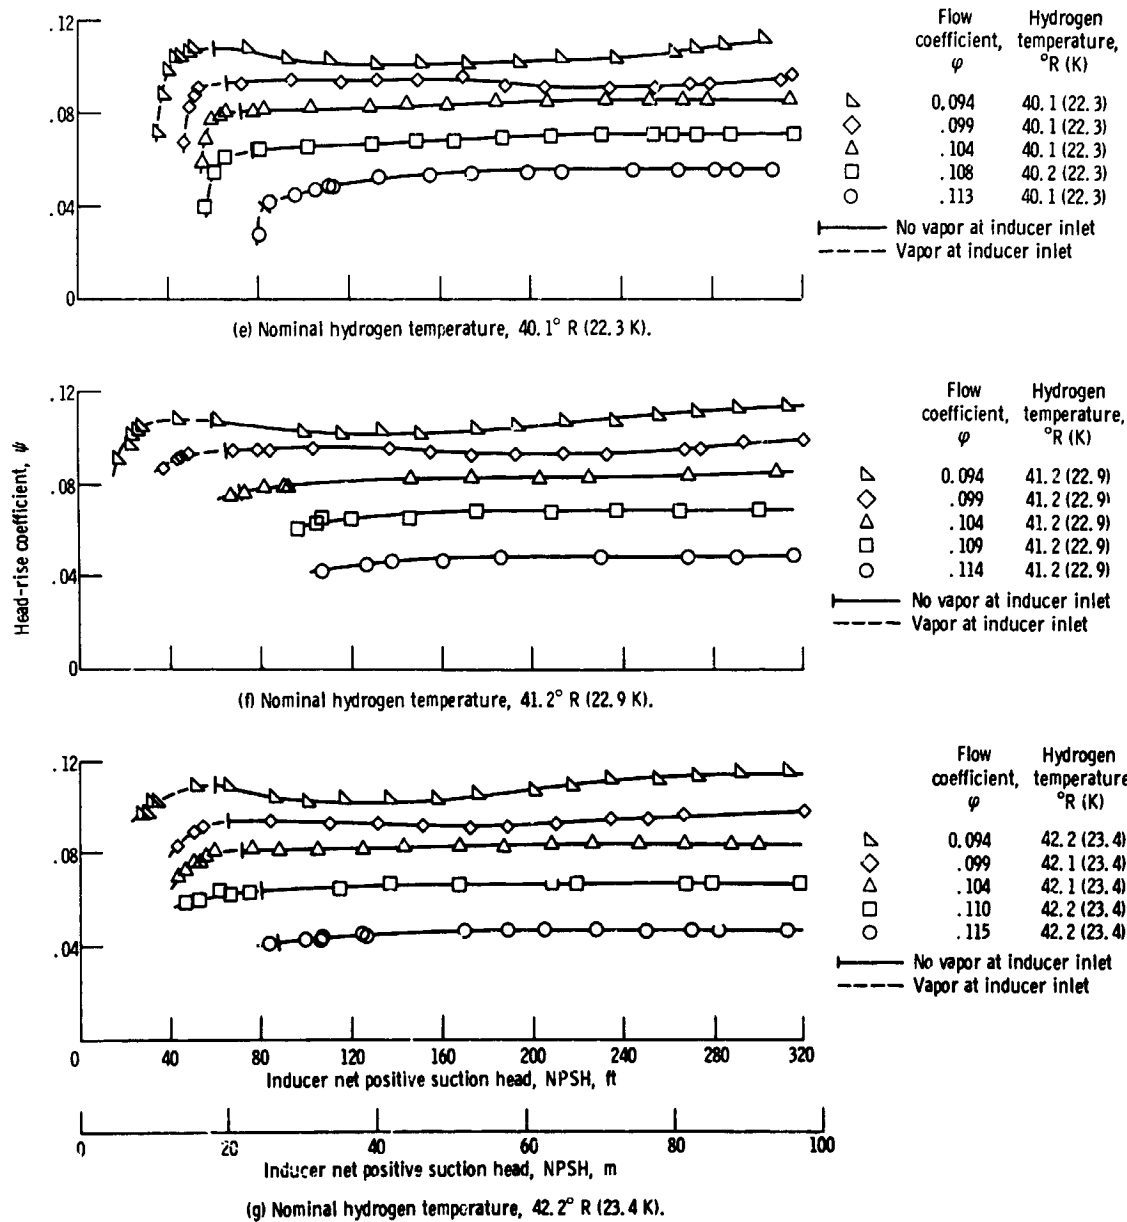 .12
.08
.04
0
Flow coefficient, φ
Hydrogen temperature, °R (K)
0.094 40.1 (22.3)
.099 40.1 (22.3)
.104 40.1 (22.3)
.108 40.2 (22.3)
.113 40.1 (22.3)
No vapor at inducer inlet
Vapor at inducer inlet
(e) Nominal hydrogen temperature, 40.1° R (22.3 K).
Head-rise coefficient, ψ
.12
.08
.04
0
Flow coefficient, φ
Hydrogen temperature, °R (K)
0.094 41.2 (22.9)
.099 41.2 (22.9)
.104 41.2 (22.9)
.109 41.2 (22.9)
.114 41.2 (22.9)
No vapor at inducer inlet
Vapor at inducer inlet
(f) Nominal hydrogen temperature, 41.2° R (22.9 K).
.12
.08
.04
Flow coefficient, φ
Hydrogen temperature °R (K)
0.094 42.2 (23.4)
.099 42.1 (23.4)
.104 42.1 (23.4)
.110 42.2 (23.4)
.115 42.2 (23.4)
No vapor at inducer inlet
Vapor at inducer inlet
0 40 80 120 160 200 240 280 320
Inducer net positive suction head, NPSH, ft
0 20 40 60 80 100
Inducer net positive suction head, NPSH, m
(g) Nominal hydrogen temperature, 42.2° R (23.4 K).